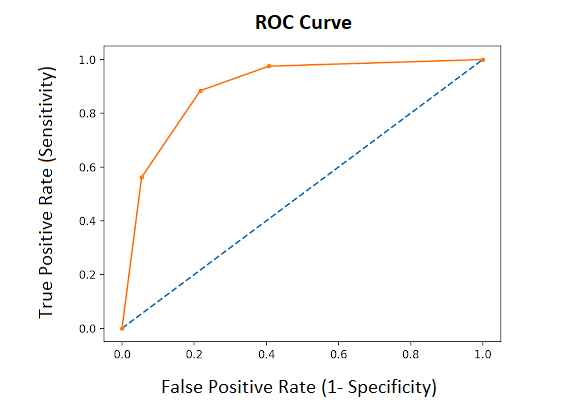 ROC Curve
True Positive Rate (Sensitivity)
1.0
0.8
0.6
0.4
0.2
0.0
0.0 0.2 0.4 0.6 0.8 1.0
False Positive Rate (1- Specificity)